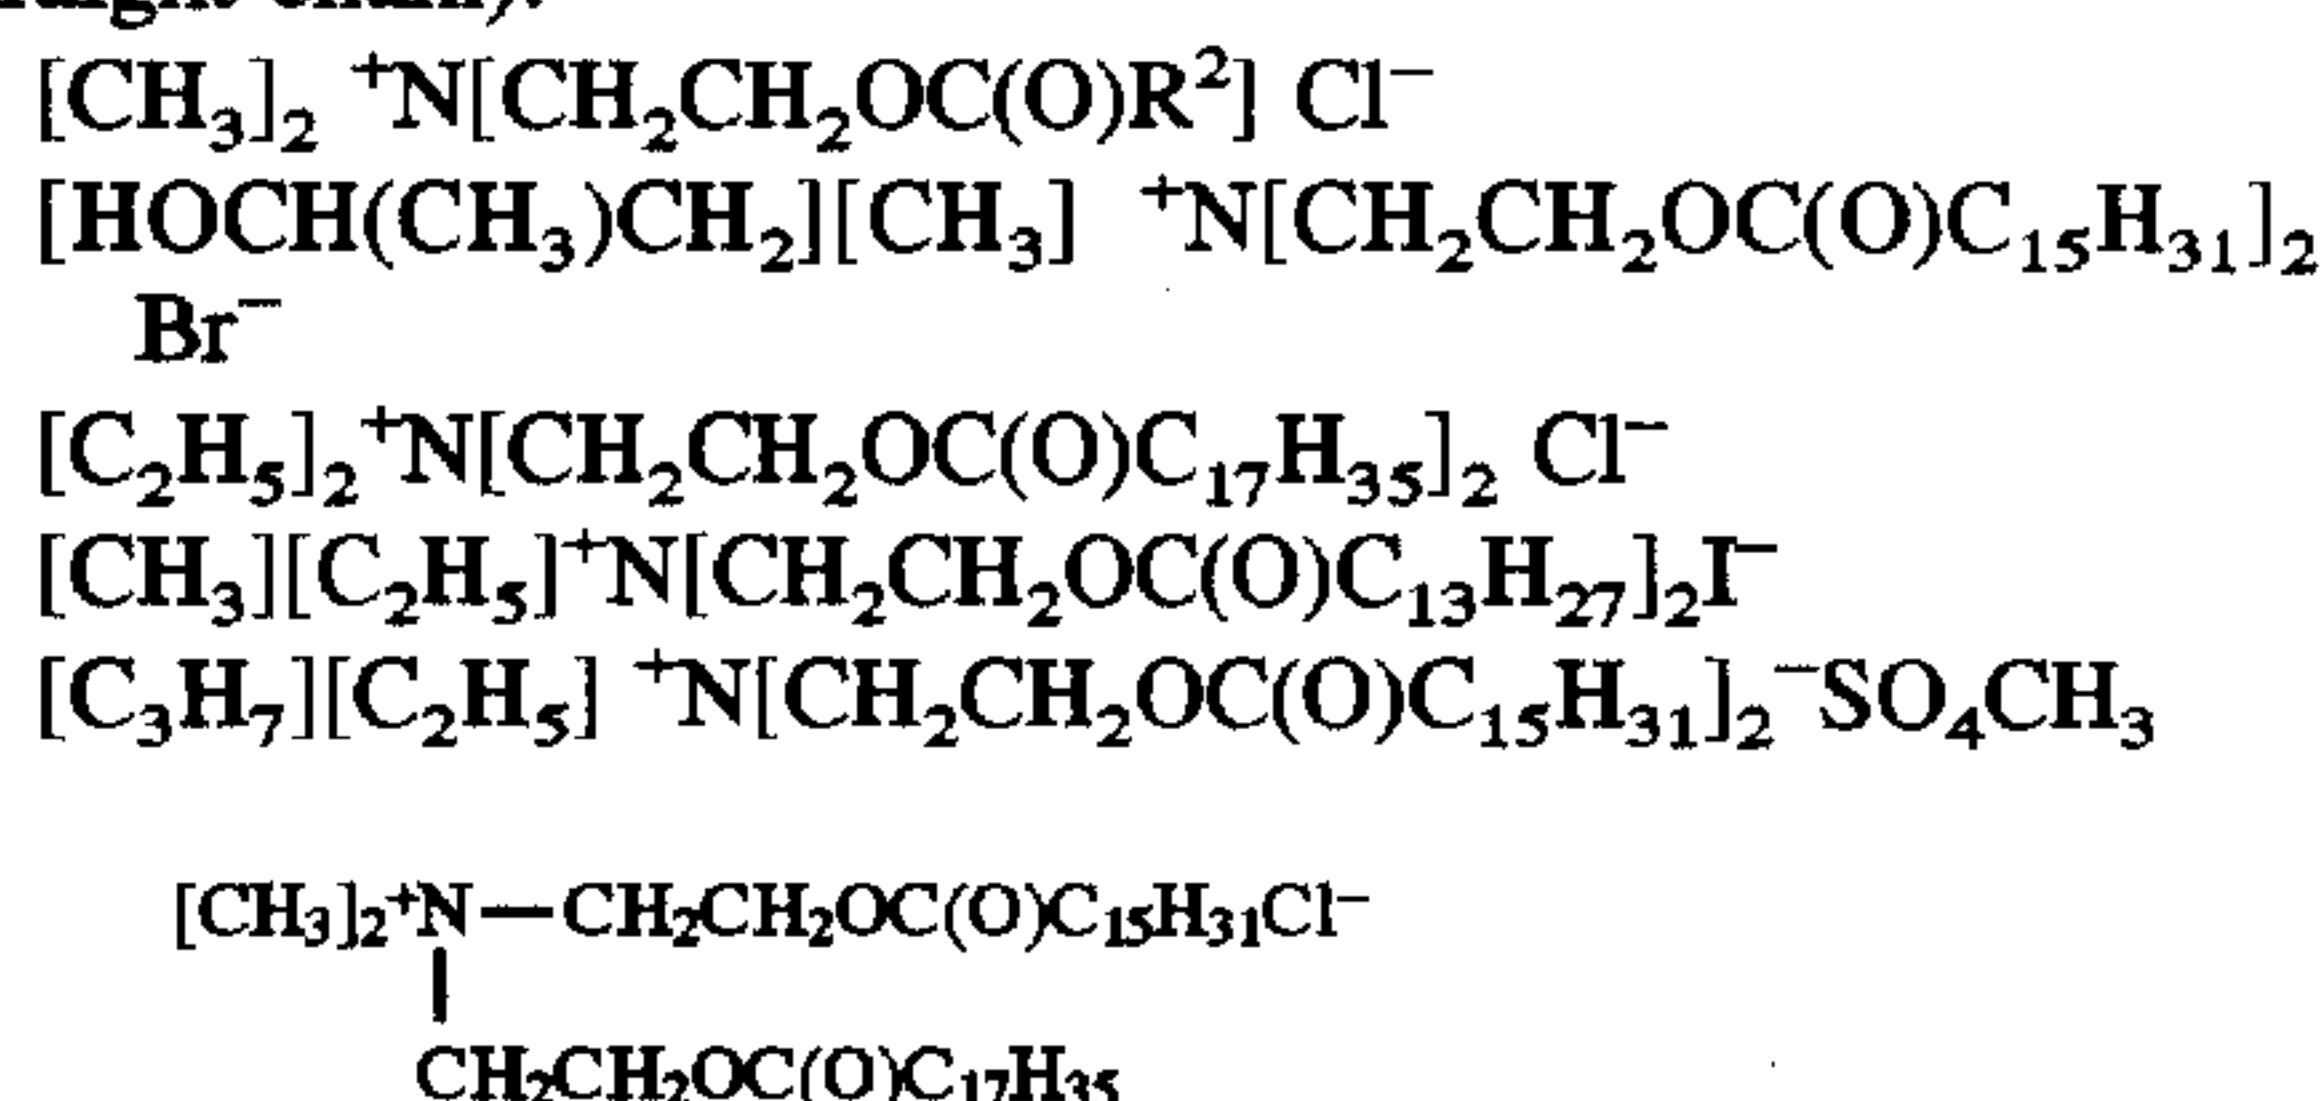 [CH₃]₂ ⁺N[CH₂CH₂OC(O)R²] Cl⁻
[HOCH(CH₃)CH₂][CH₃] ⁺N[CH₂CH₂OC(O)C₁₅H₃₁]₂
Br⁻
[C₂H₅]₂⁺N[CH₂CH₂OC(O)C₁₇H₃₅]₂ Cl⁻
[CH₃][C₂H₅]⁺N[CH₂CH₂OC(O)C₁₃H₂₇]₂I⁻
[C₃H₇][C₂H₅] ⁺N[CH₂CH₂OC(O)C₁₅H₃₁]₂⁻SO₄CH₃
[CH₃]₂⁺N—CH₂CH₂OC(O)C₁₅H₃₁Cl⁻
CH₂CH₂OC(O)C₁₇H₃₅